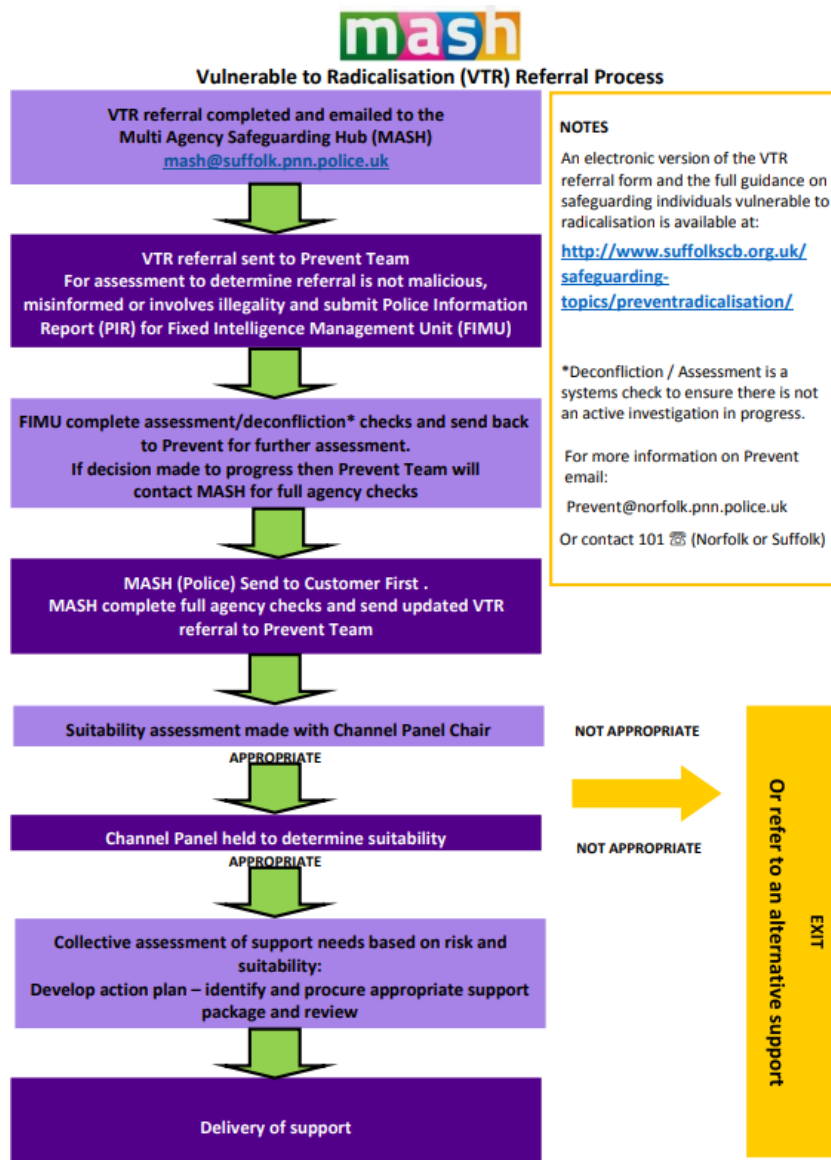 mash
Vulnerable to Radicalisation (VTR) Referral Process
VTR referral completed and emailed to the
Multi Agency Safeguarding Hub (MASH)
mash@suffolk.pnn.police.uk
VTR referral sent to Prevent Team
For assessment to determine referral is not malicious,
misinformed or involves illegality and submit Police Information
Report (PIR) for Fixed Intelligence Management Unit (FIMU)
FIMU complete assessment/deconfliction* checks and send back
to Prevent for further assessment.
If decision made to progress then Prevent Team will
contact MASH for full agency checks
MASH (Police) Send to Customer First .
MASH complete full agency checks and send updated VTR
referral to Prevent Team
Suitability assessment made with Channel Panel Chair
APPROPRIATE
Channel Panel held to determine suitability
APPROPRIATE
Collective assessment of support needs based on risk and
suitability:
Develop action plan – identify and procure appropriate support
package and review
Delivery of support
NOTES
An electronic version of the VTR
referral form and the full guidance on
safeguarding individuals vulnerable to
radicalisation is available at:
http://www.suffolkscb.org.uk/
safeguarding-
topics/preventradicalisation/
*Deconfliction / Assessment is a
systems check to ensure there is not
an active investigation in progress.
For more information on Prevent
email:
Prevent@norfolk.pnn.police.uk
Or contact 101 ☏ (Norfolk or Suffolk)
NOT APPROPRIATE
NOT APPROPRIATE
EXIT
Or refer to an alternative support